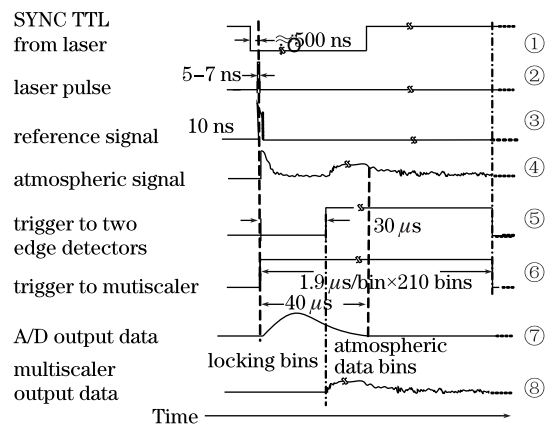 SYNC TTL
from laser
≈500 ns
①
5–7 ns
②
laser pulse
③
10 ns
reference signal
④
atmospheric signal
⑤
trigger to two
edge detectors
30 μs
⑥
trigger to mutiscaler
1.9 μs/bin×210 bins
40 μs
A/D output data
⑦
locking bins
atmospheric
data bins
multiscaler
output data
⑧
Time